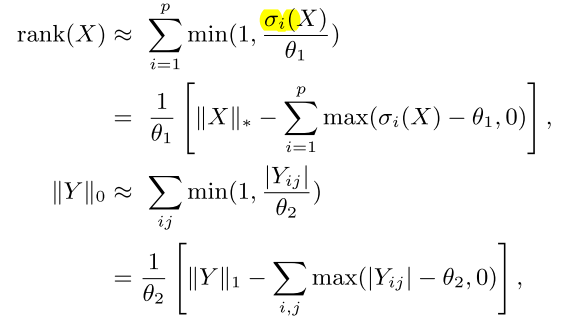 rank(X) ≈ ∑_{i=1}^{p} min(1, σ_i(X)/θ_1)
= 1/θ_1 [‖X‖_* − ∑_{i=1}^{p} max(σ_i(X) − θ_1, 0)],
‖Y‖_0 ≈ ∑_{ij} min(1, |Y_{ij}|/θ_2)
= 1/θ_2 [‖Y‖_1 − ∑_{i,j} max(|Y_{ij}| − θ_2, 0)],